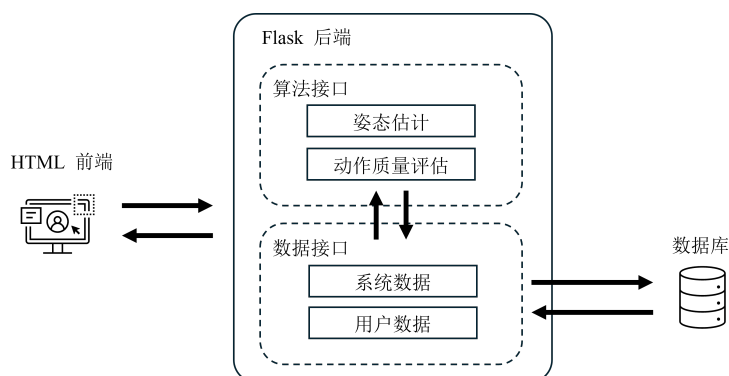 Flask 后端
算法接口
姿态估计
动作质量评估
HTML 前端
数据接口
系统数据
用户数据
数据库